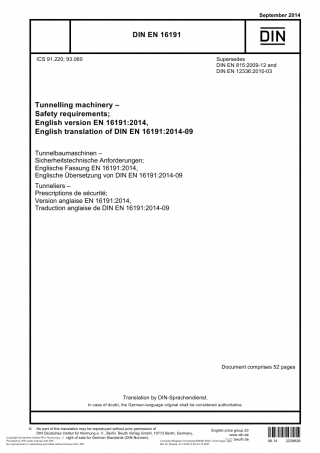 September 2014
DIN EN 16191
DIN
ICS 91.220; 93.060
Supersedes
DIN EN 815:2009-12 and
DIN EN 12336:2010-03
Tunnelling machinery –
Safety requirements;
English version EN 16191:2014,
English translation of DIN EN 16191:2014-09
Tunnelbaumaschinen –
Sicherheitstechnische Anforderungen;
Englische Fassung EN 16191:2014,
Englische Übersetzung von DIN EN 16191:2014-09
Tunneliers –
Prescriptions de sécurité;
Version anglaise EN 16191:2014,
Traduction anglaise de DIN EN 16191:2014-09
Document comprises 52 pages
Translation by DIN-Sprachendienst.
In case of doubt, the German-language original shall be considered authoritative.
No part of this translation may be reproduced without prior permission of
DIN Deutsches Institut für Normung e. V., Berlin. Beuth Verlag GmbH, 10772 Berlin, Germany,
right of sale for German Standards (DIN-Normen).
English price group 20
www.din.de
www.beuth.de